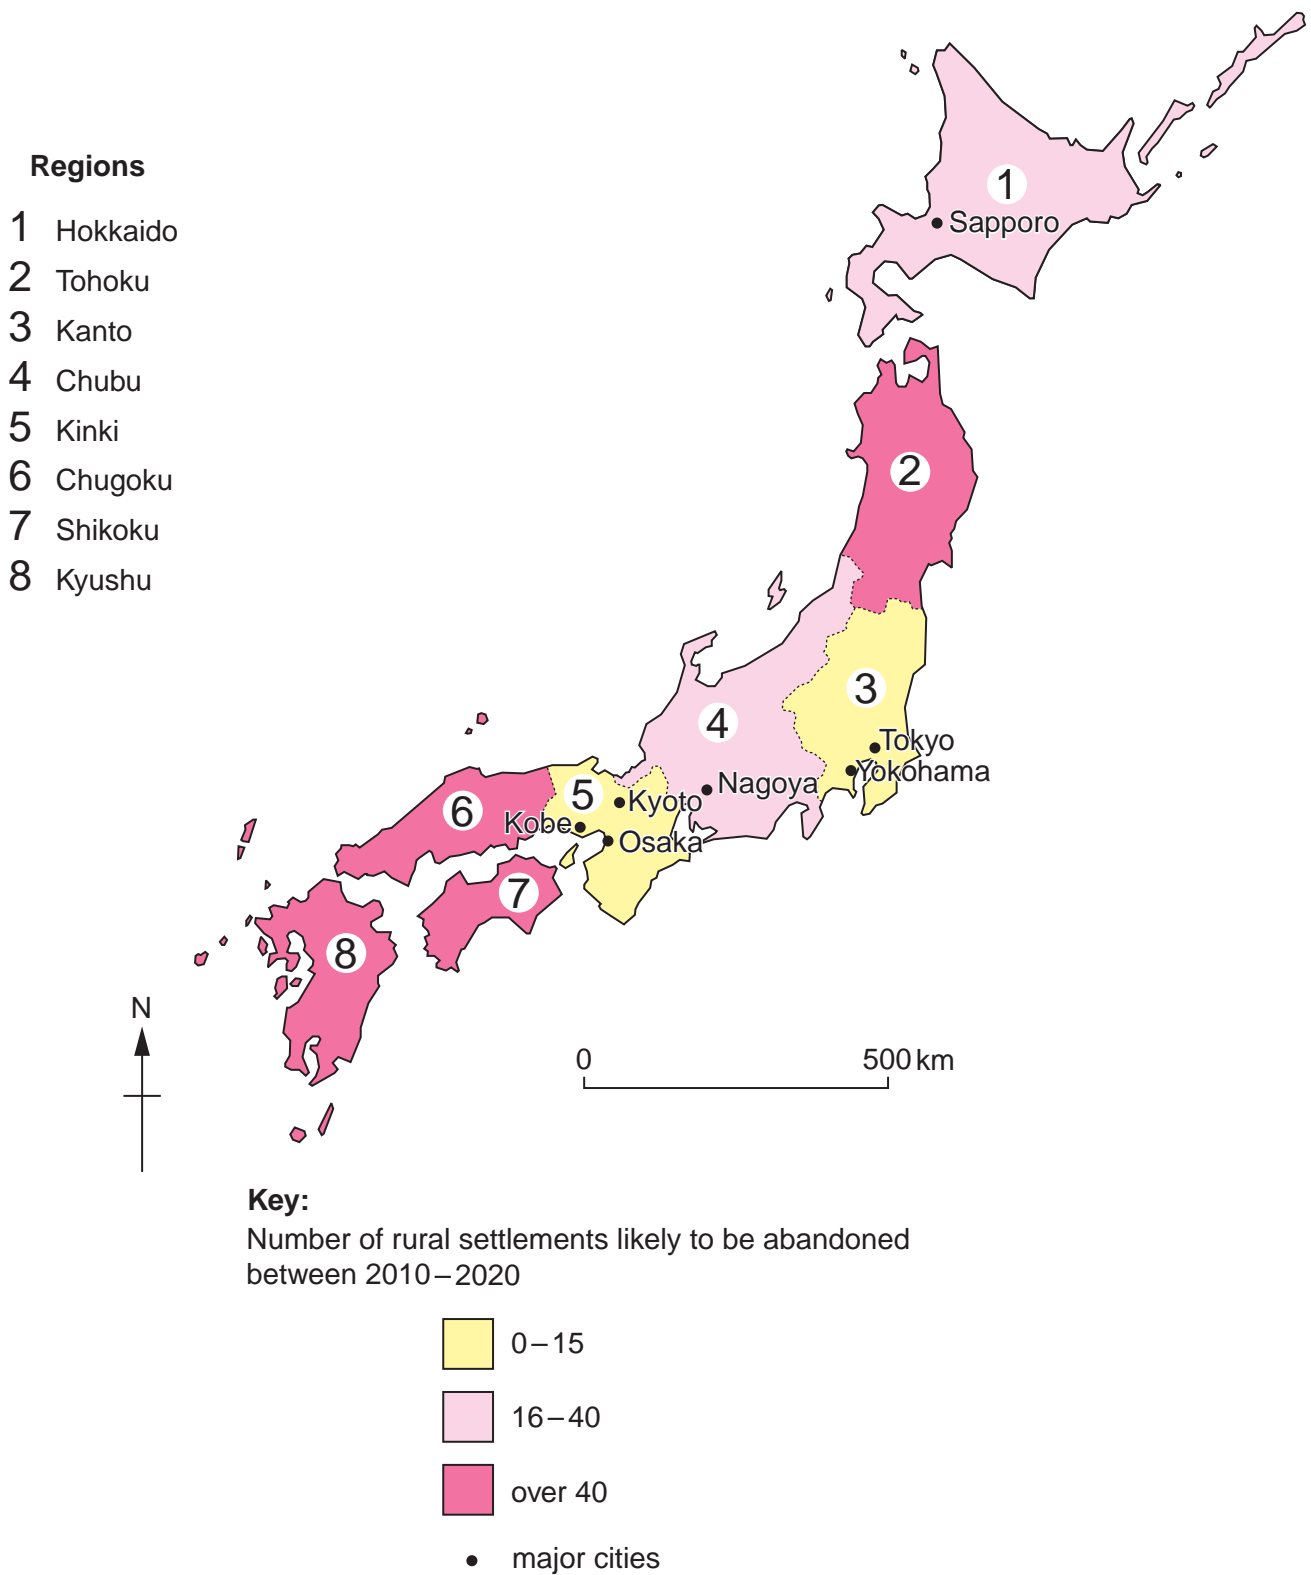 Regions
1 Hokkaido
2 Tohoku
3 Kanto
4 Chubu
5 Kinki
6 Chugoku
7 Shikoku
8 Kyushu
1
Sapporo
2
3
4
Tokyo
Yokohama
Nagoya
5
Kyoto
6
Kobe
Osaka
7
8
N
0 500 km
Key:
Number of rural settlements likely to be abandoned
between 2010–2020
0–15
16–40
over 40
major cities